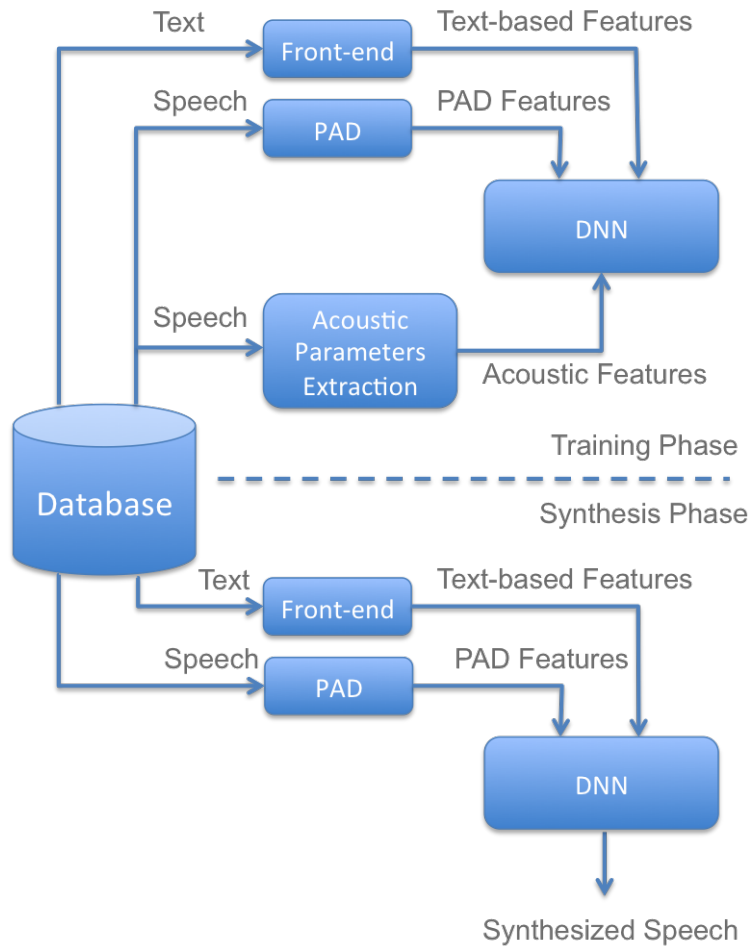 Text
Text-based Features
Front-end
Speech
PAD Features
PAD
DNN
Speech
Acoustic
Parameters
Extraction
Acoustic Features
Training Phase
Database
Synthesis Phase
Text
Text-based Features
Front-end
Speech
PAD Features
PAD
DNN
Synthesized Speech